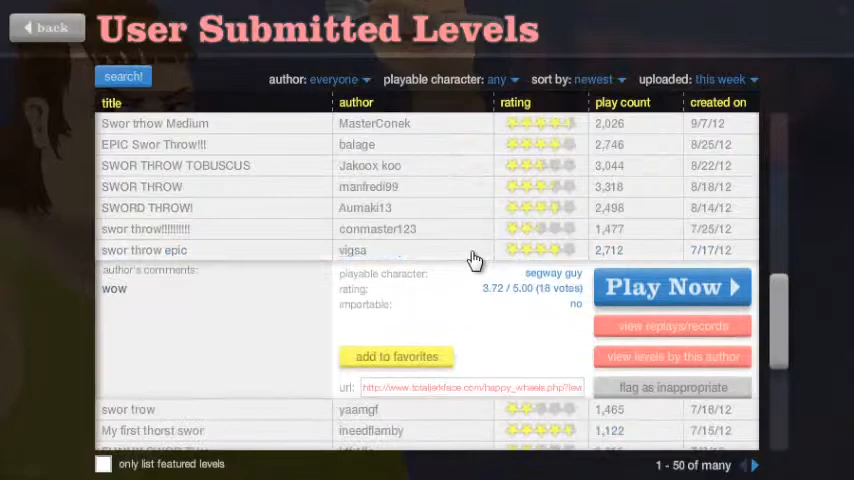 back
User Submitted Levels
search!
author: everyone playable character: any sort by: newest uploaded: this week
title author rating play count created on
Swor trhow Medium MasterConek 2,026 9/7/12
EPIC Swor Throw!!! balage 2,746 8/25/12
SWOR THROW TOBUSCUS Jakoox koo 3,044 8/22/12
SWOR THROW manfredi99 3,318 8/18/12
SWORD THROW! Aumaki13 2,498 8/14/12
swor throw!!!!!!!!!! conmaster123 1,477 7/25/12
swor throw epic vigsa 2,712 7/17/12
author's comments:
wow
playable character: segway guy
rating: 3.72 / 5.00 (18 votes)
importable: no
add to favorites
url: http://www.totaljerkface.com/happy_wheels.php?lev
Play Now
view replays/records
view levels by this author
flag as inappropriate
swor trow yaamgf 1,465 7/16/12
My first thorst swor ineedflamby 1,122 7/15/12
only list featured levels
1 - 50 of many